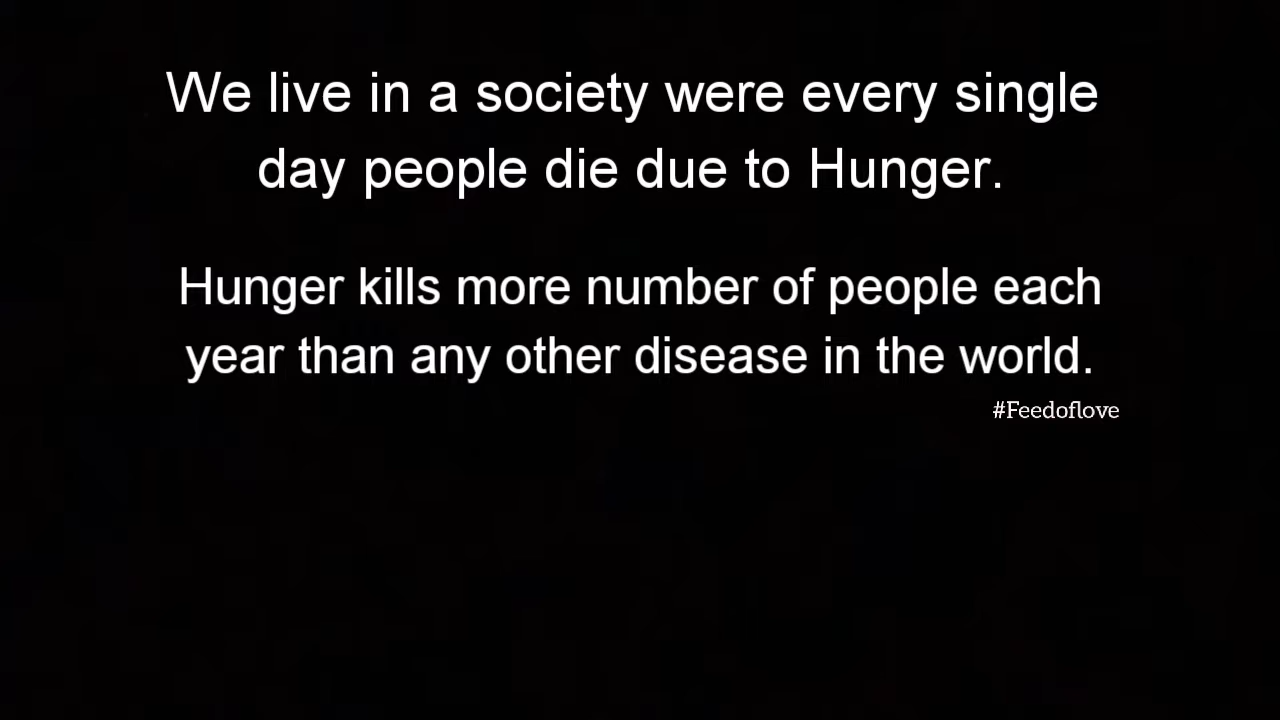 We live in a society were every single
day people die due to Hunger.
Hunger kills more number of people each
year than any other disease in the world.
#Feedoflove